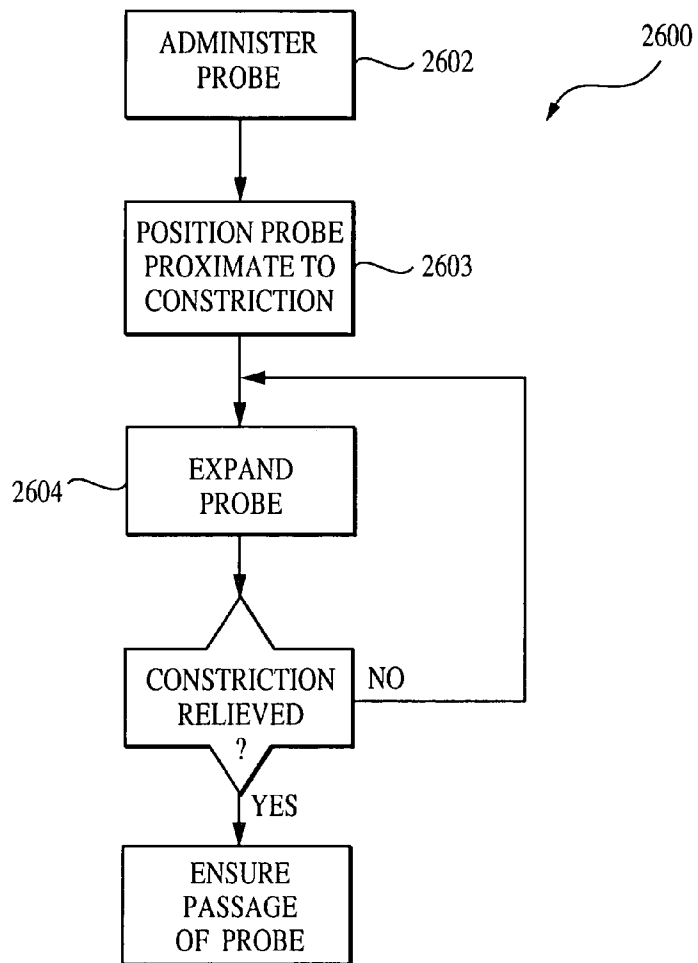 2600
ADMINISTER
PROBE
2602
POSITION PROBE
PROXIMATE TO
CONSTRICTION
2603
EXPAND
PROBE
2604
CONSTRICTION
RELIEVED
?
NO
YES
ENSURE
PASSAGE
OF PROBE